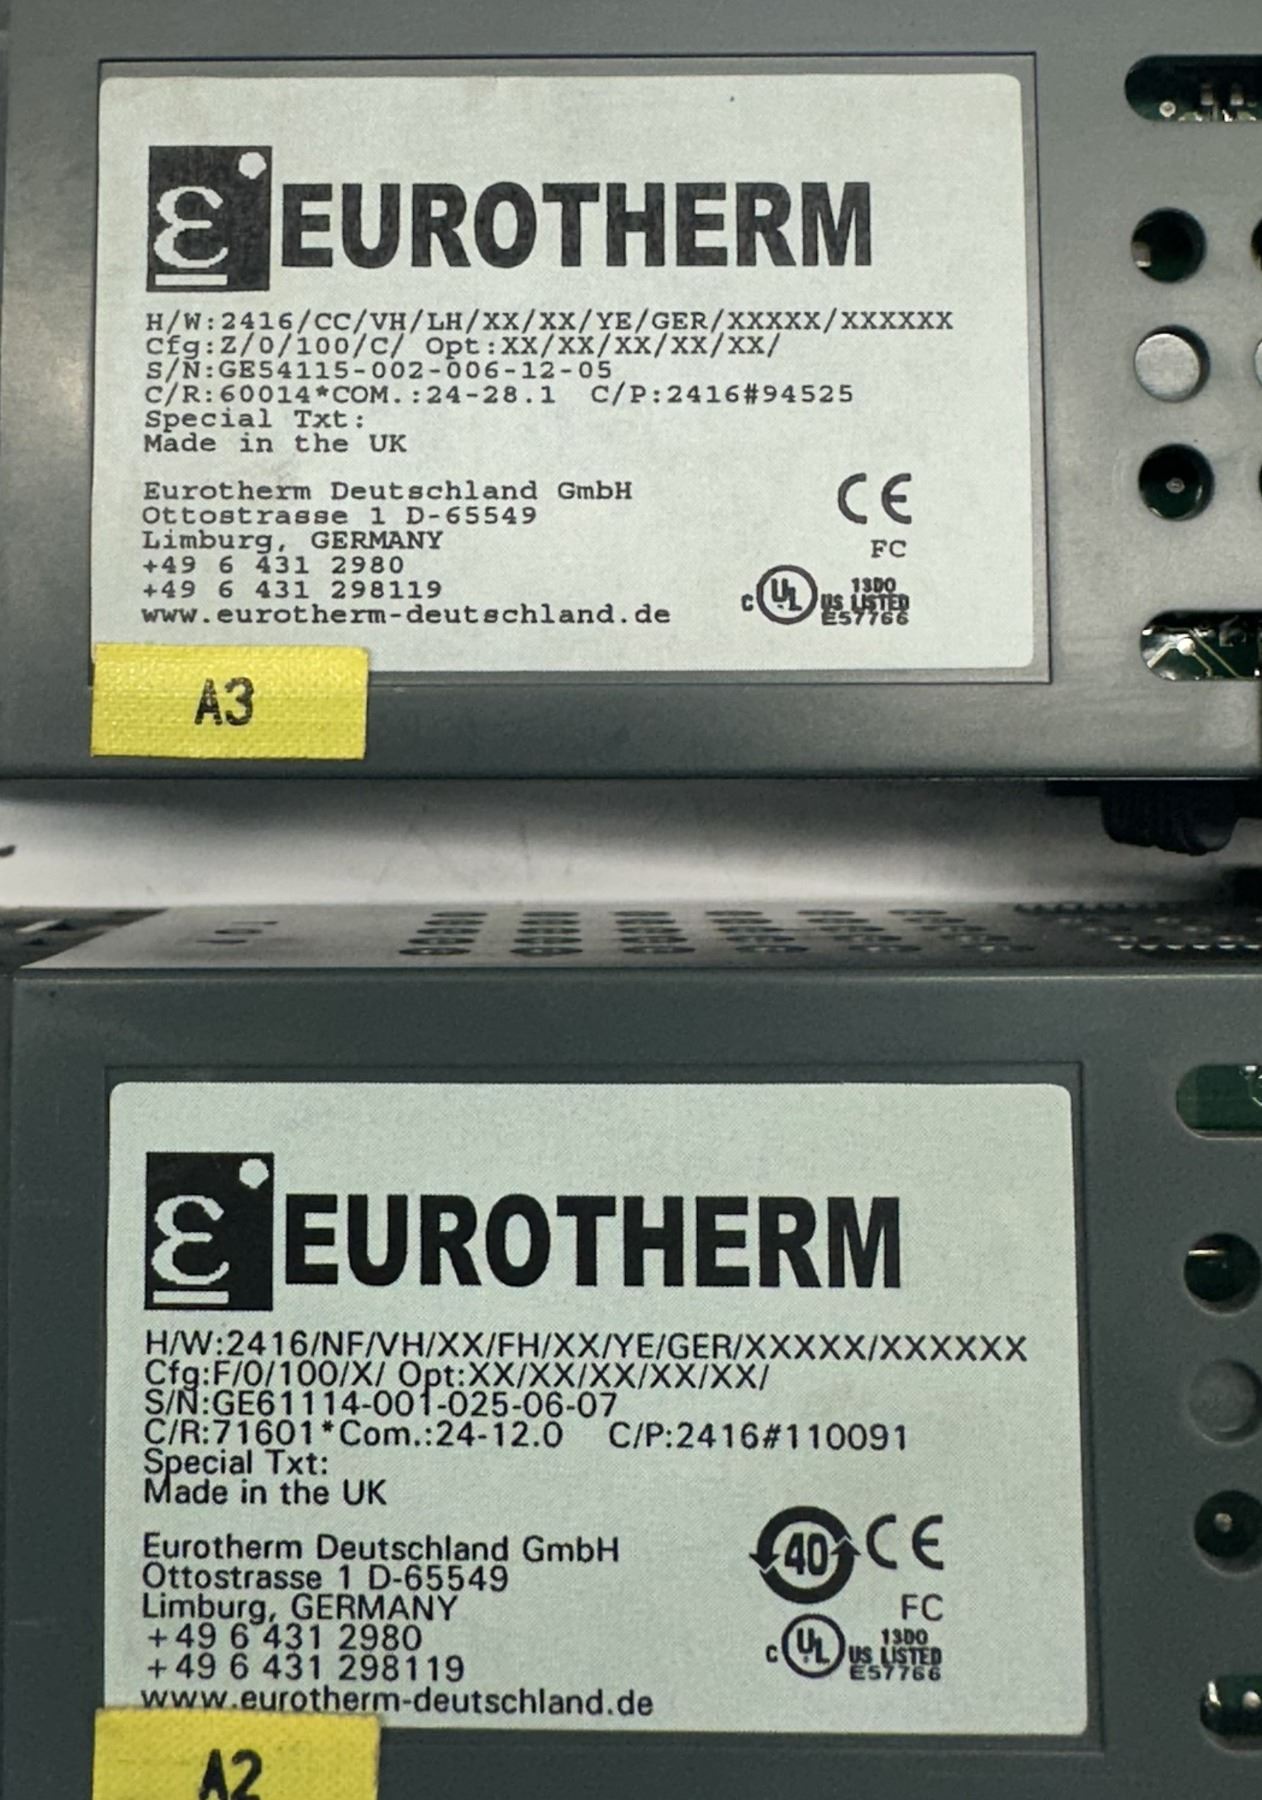 ε EUROTHERM
H/W:2416/CC/VH/LH/XX/XX/YE/GER/XXXXX/XXXXXX
Cfg:Z/0/100/C/ Opt:XX/XX/XX/XX/XX/
S/N:GE54115-002-006-12-05
C/R:60014*COM.:24-28.1 C/P:2416#94525
Special Txt:
Made in the UK
Eurotherm Deutschland GmbH
Ottostrasse 1 D-65549
Limburg, GERMANY
+49 6 431 2980
+49 6 431 298119
www.eurotherm-deutschland.de
CE
FC
C UL US LISTED
13DO
E57766
A3
ε EUROTHERM
H/W:2416/NF/VH/XX/FH/XX/YE/GER/XXXXX/XXXXXX
Cfg:F/0/100/X/ Opt:XX/XX/XX/XX/XX/
S/N:GE61114-001-025-06-07
C/R:71601*Com.:24-12.0 C/P:2416#110091
Special Txt:
Made in the UK
Eurotherm Deutschland GmbH
Ottostrasse 1 D-65549
Limburg, GERMANY
+49 6 431 2980
+49 6 431 298119
www.eurotherm-deutschland.de
40 CE
FC
C UL US LISTED
13DO
E57766
A2